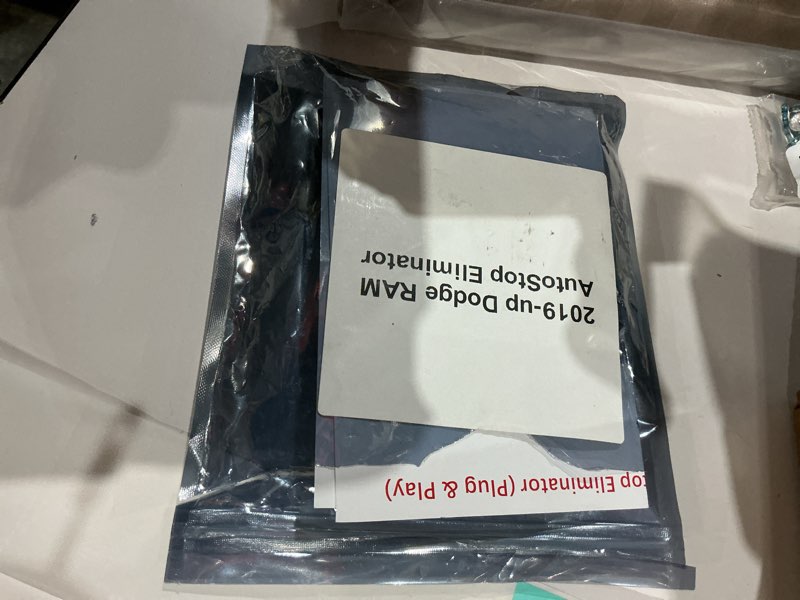 2019-up Dodge RAM
AutoStop Eliminator
top Eliminator (Plug & Play)